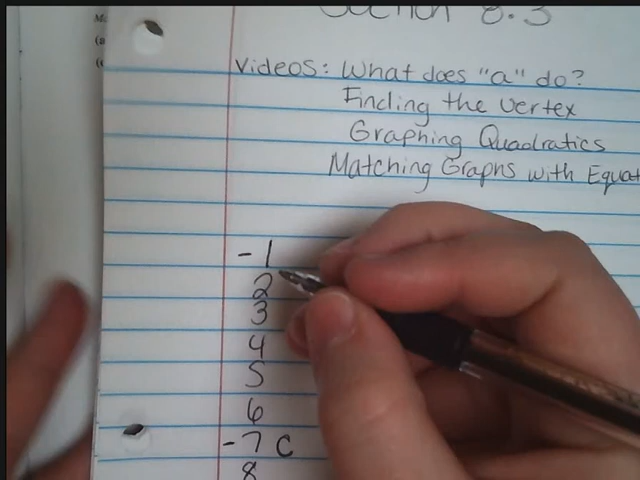 Section 8.3
Videos: What does "a" do?
Finding the vertex
Graphing Quadratics
Matching Graphs with
- 1
2
3
4
5
6
- 7 C
8